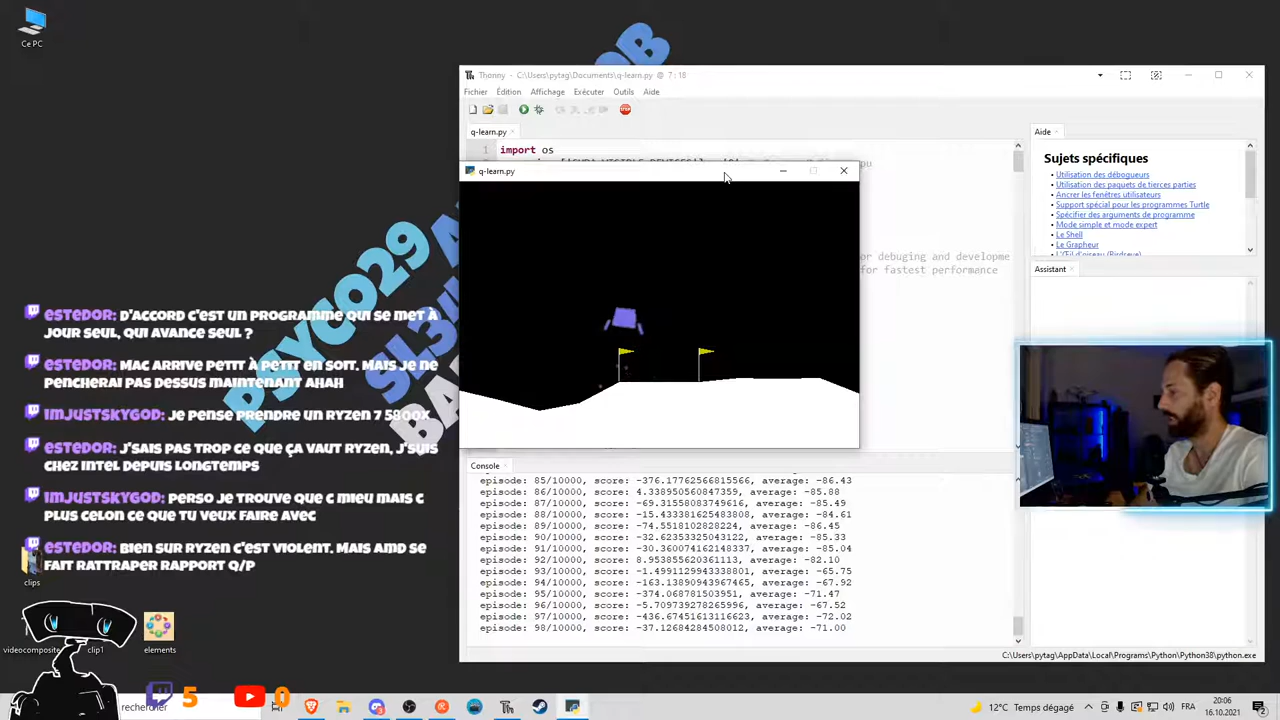 Ce PC
PSYCO29
Thonny - C:\Users\pytag\Documents\q-learn.py @ 7 : 18
Fichier Édition Affichage Exécuter Outils Aide
q-learn.py
1 import os
q-learn.py
or debuging and developme
for fastest performance
Aide
Sujets spécifiques
• Utilisation des débogueurs
• Utilisation des paquets de tierces parties
• Ancrer les fenêtres utilisateurs
• Support spécial pour les programmes Turtle
• Spécifier des arguments de programme
• Mode simple et mode expert
• Le Shell
• Le Grapheur
Assistant
ESTEDOR: D'ACCORD C'EST UN PROGRAMME QUI SE MET À
JOUR SEUL, QUI AVANCE SEUL ?
ESTEDOR: MAC ARRIVE PETIT À PETIT EN SOIT. MAIS JE NE
PENCHERAI PAS DESSUS MAINTENANT AHAH
IMJUSTSKYGOD: JE PENSE PRENDRE UN RYZEN 7 5800X
ESTEDOR: J'SAIS PAS TROP CE QUE ÇA VAUT RYZEN, J'SUIS
CHEZ INTEL DEPUIS LONGTEMPS
IMJUSTSKYGOD: PERSO JE TROUVE QUE C MIEU MAIS C
PLUS CELON CE QUE TU VEUX FAIRE AVEC
ESTEDOR: BIEN SUR RYZEN C'EST VIOLENT. MAIS AMD SE
FAIT RATTRAPER RAPPORT Q/P
Console
episode: 85/10000, score: -376.17762566815566, average: -86.43
episode: 86/10000, score: 4.338950560847359, average: -85.88
episode: 87/10000, score: -69.31558083749616, average: -85.49
episode: 88/10000, score: -15.433381625483808, average: -84.61
episode: 89/10000, score: -74.5518102828224, average: -86.45
episode: 90/10000, score: -32.62353325043122, average: -85.33
episode: 91/10000, score: -30.360074162148337, average: -85.04
episode: 92/10000, score: 8.953855620361113, average: -82.10
episode: 93/10000, score: -1.4991129943338801, average: -65.75
episode: 94/10000, score: -163.13890943967465, average: -67.92
episode: 95/10000, score: -374.068781503971, average: -71.47
episode: 96/10000, score: -5.709739278265996, average: -67.52
episode: 97/10000, score: -436.67451613116623, average: -72.02
episode: 98/10000, score: -37.12684284508012, average: -71.00
C:\Users\pytag\AppData\Local\Programs\Python\Python38\python.exe
clips
clip1
elements
5
0
rechercher
12°C Temps dégagé
FRA
20:06
16.10.2021